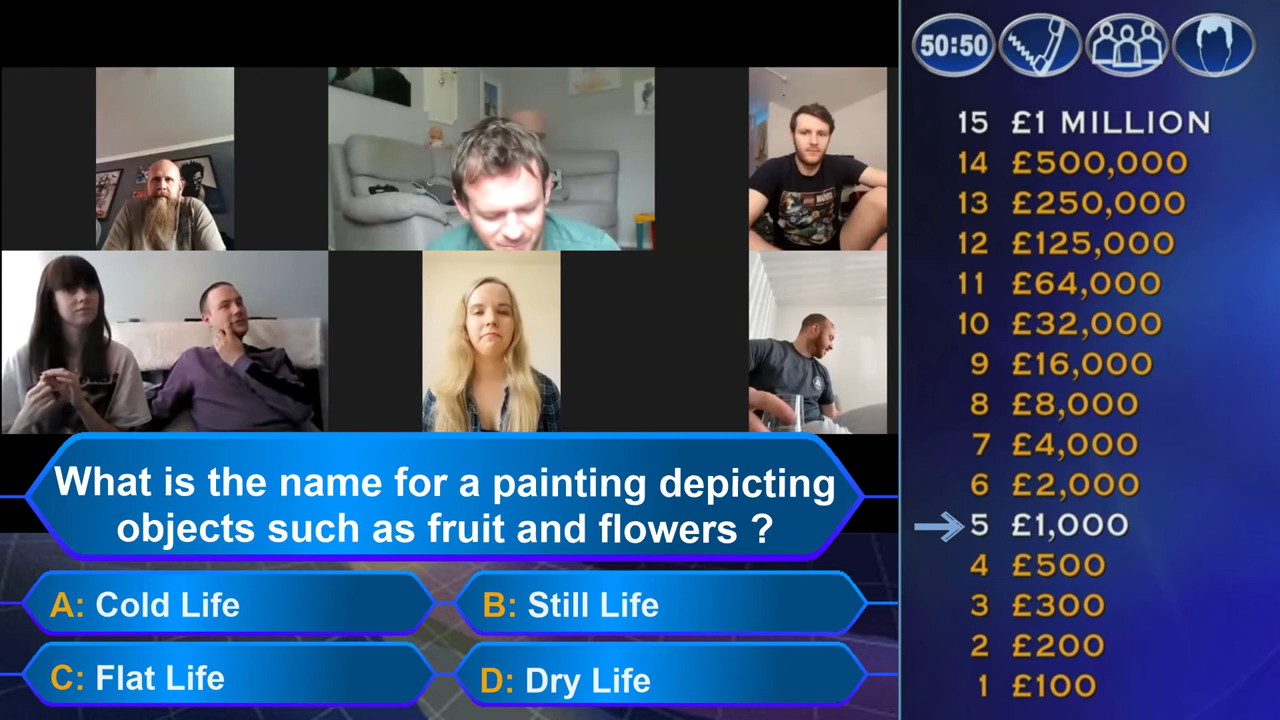 50:50
15 £1 MILLION
14 £500,000
13 £250,000
12 £125,000
11 £64,000
10 £32,000
9 £16,000
8 £8,000
7 £4,000
6 £2,000
5 £1,000
4 £500
3 £300
2 £200
1 £100
What is the name for a painting depicting
objects such as fruit and flowers ?
A: Cold Life
B: Still Life
C: Flat Life
D: Dry Life